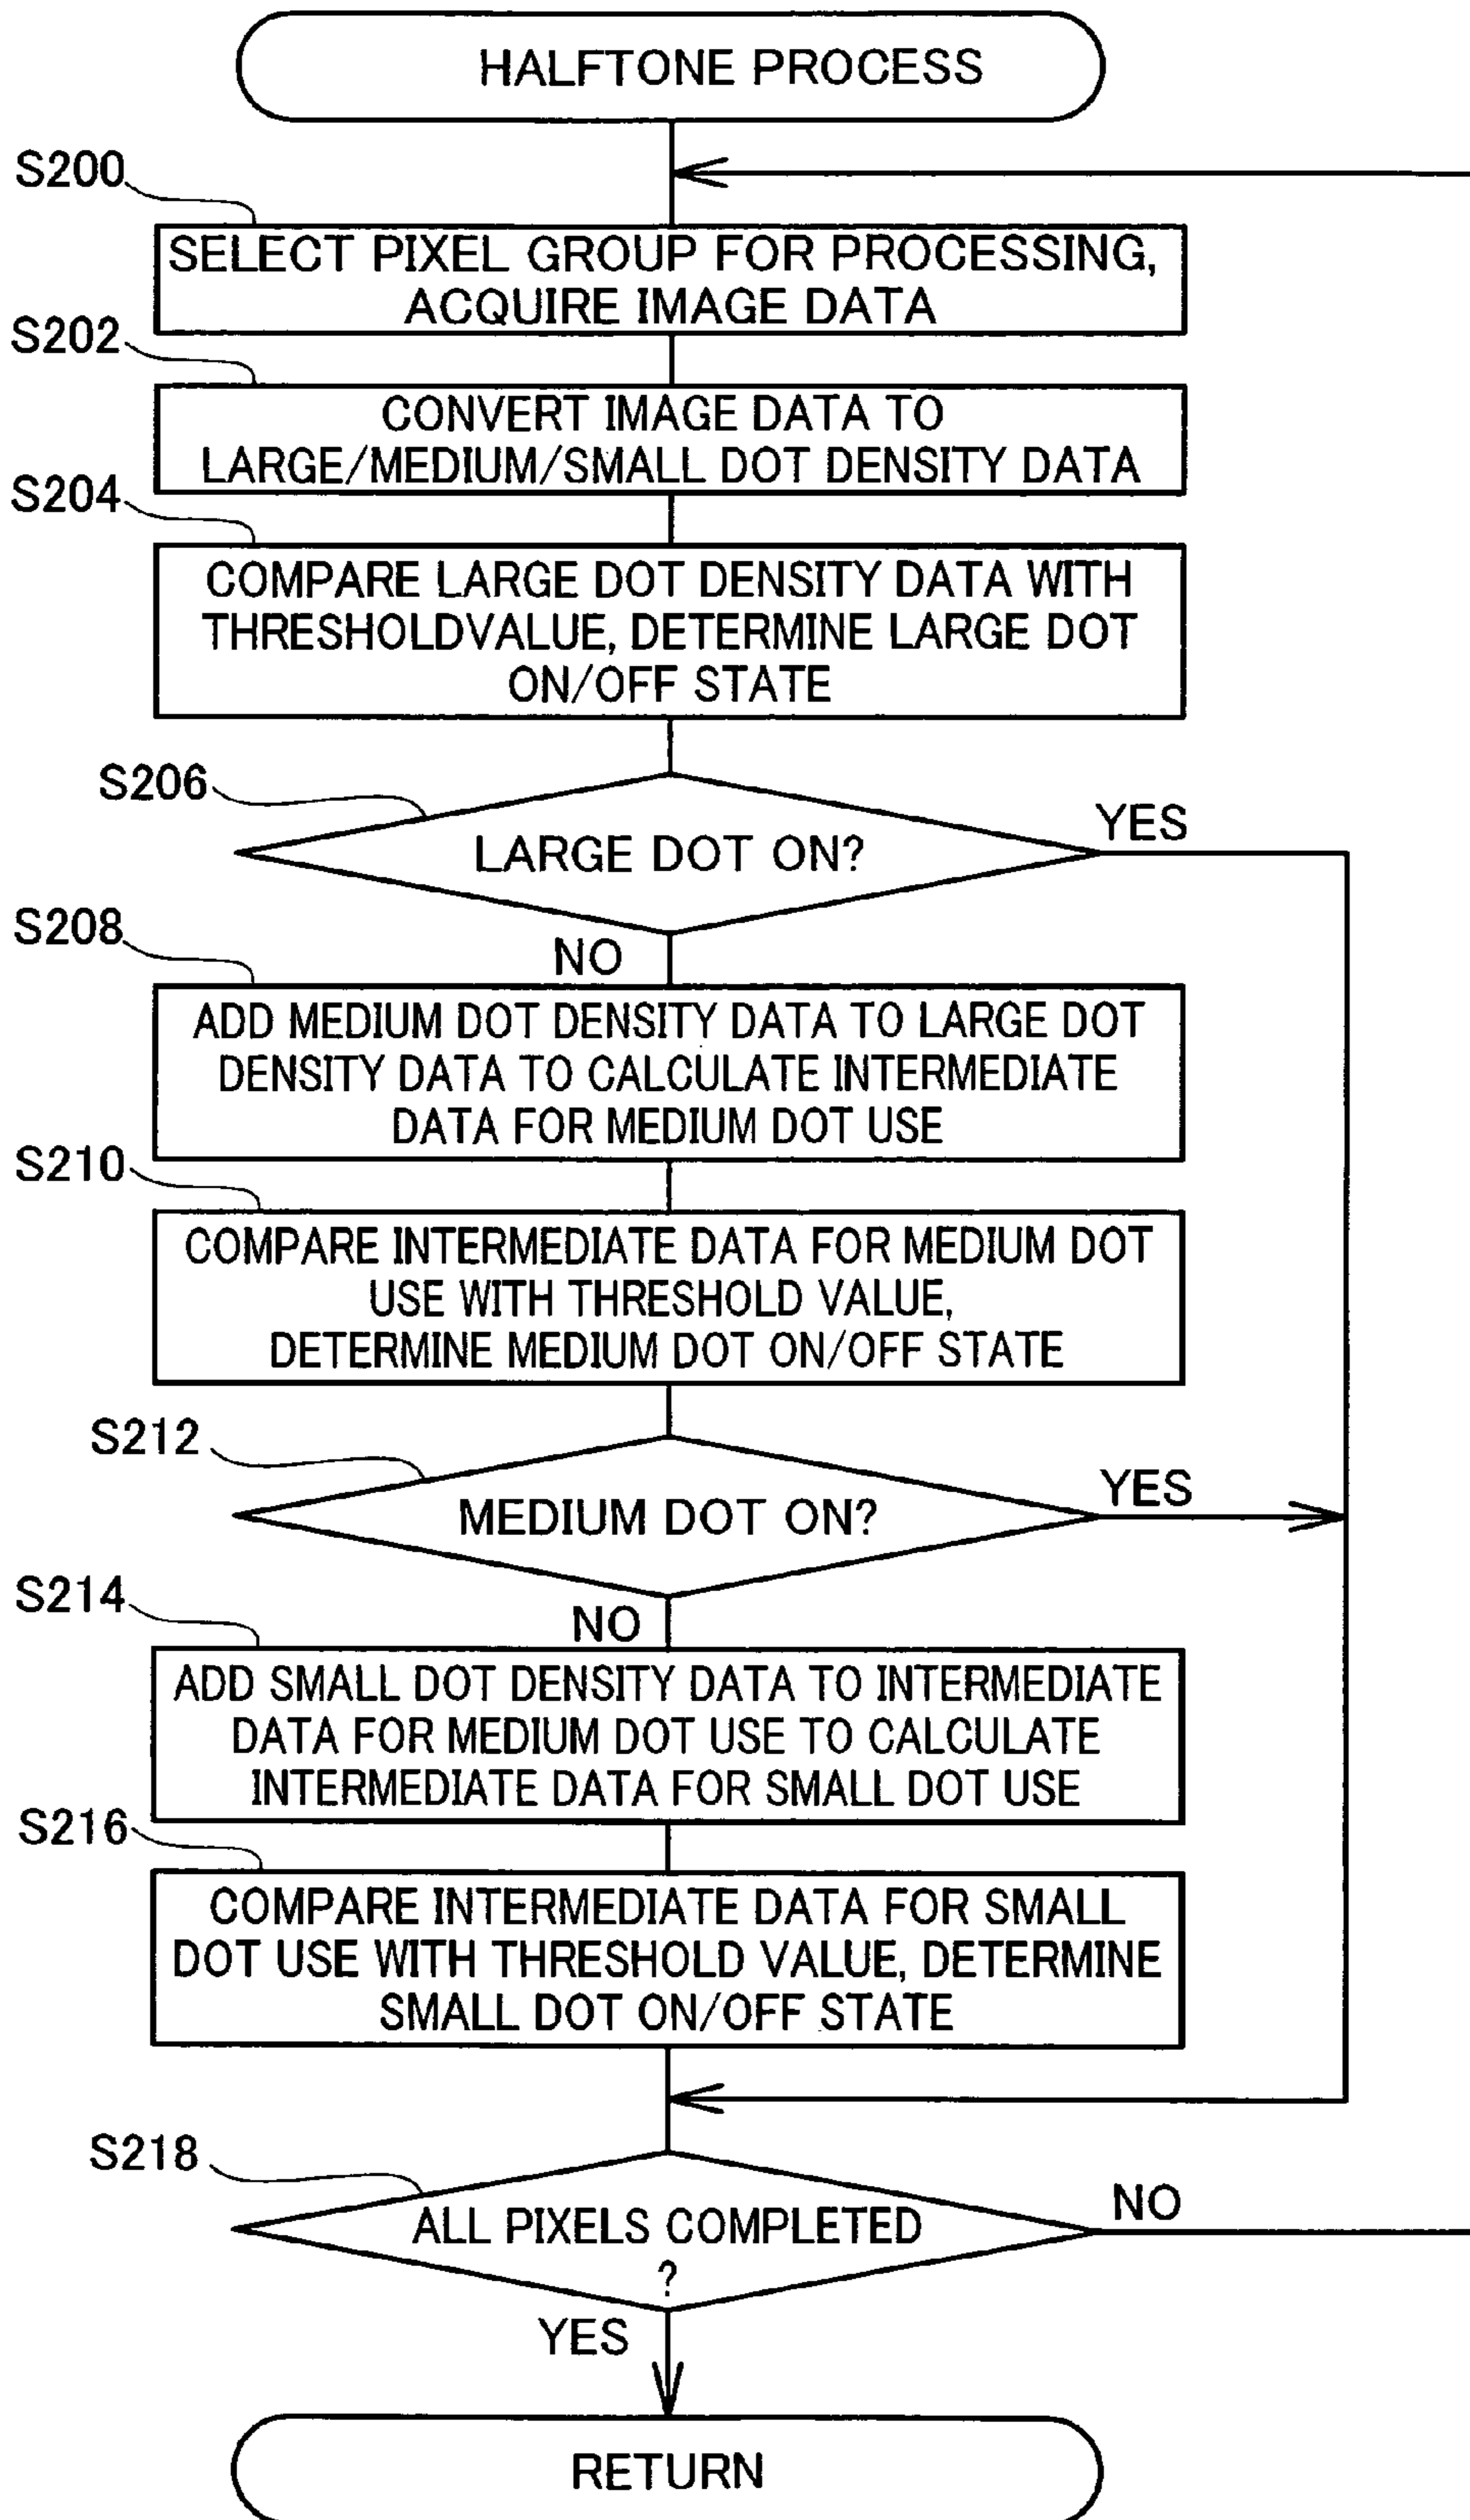 HALFTONE PROCESS
S200
SELECT PIXEL GROUP FOR PROCESSING,
ACQUIRE IMAGE DATA
S202
CONVERT IMAGE DATA TO
LARGE/MEDIUM/SMALL DOT DENSITY DATA
S204
COMPARE LARGE DOT DENSITY DATA WITH
THRESHOLDVALUE, DETERMINE LARGE DOT
ON/OFF STATE
S206
LARGE DOT ON?
YES
NO
S208
ADD MEDIUM DOT DENSITY DATA TO LARGE DOT
DENSITY DATA TO CALCULATE INTERMEDIATE
DATA FOR MEDIUM DOT USE
S210
COMPARE INTERMEDIATE DATA FOR MEDIUM DOT
USE WITH THRESHOLD VALUE,
DETERMINE MEDIUM DOT ON/OFF STATE
S212
MEDIUM DOT ON?
YES
NO
S214
ADD SMALL DOT DENSITY DATA TO INTERMEDIATE
DATA FOR MEDIUM DOT USE TO CALCULATE
INTERMEDIATE DATA FOR SMALL DOT USE
S216
COMPARE INTERMEDIATE DATA FOR SMALL
DOT USE WITH THRESHOLD VALUE, DETERMINE
SMALL DOT ON/OFF STATE
S218
ALL PIXELS COMPLETED
?
NO
YES
RETURN